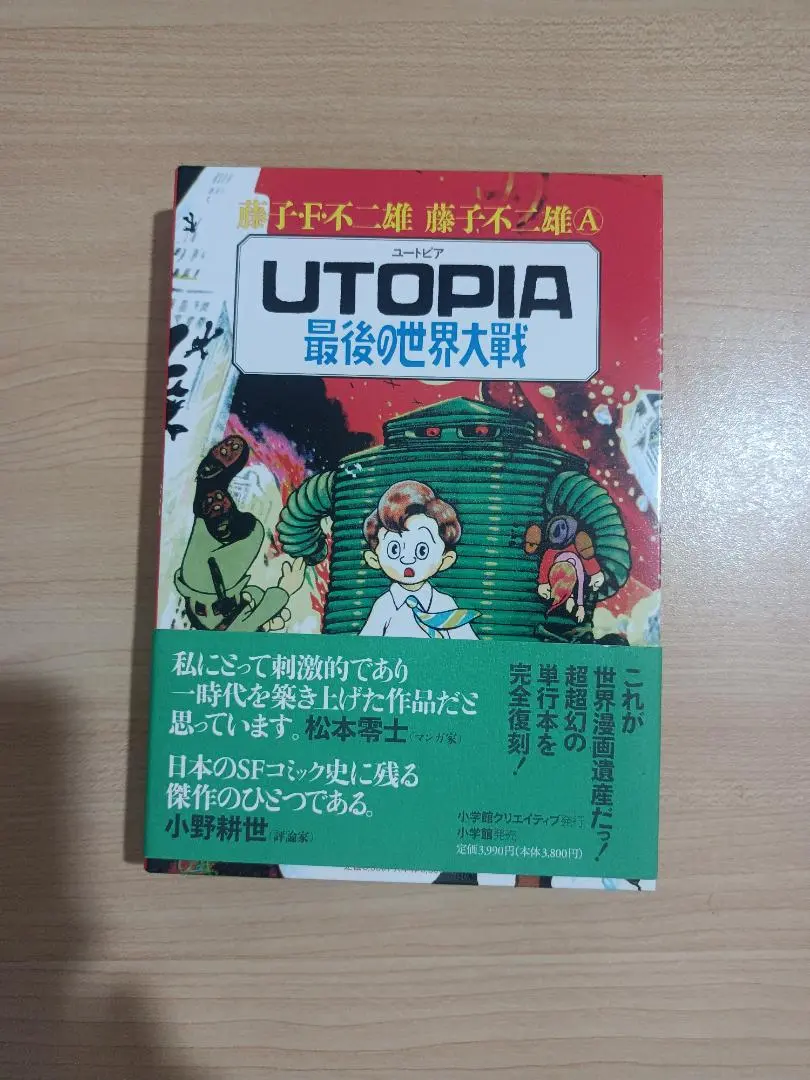 藤子・F・不二雄 藤子不二雄Ⓐ
ユートピア
UTOPIA
最後の世界大戦
これが
世界漫画遺産だっ!
超超幻の
単行本を
完全復刻!
私にとって刺激的であり
一時代を築き上げた作品だと
思っています。松本零士(マンガ家)
日本のSFコミック史に残る
傑作のひとつである。
小野耕世(評論家)
小学館クリエイティブ発行
小学館発売
定価3,990円(本体3,800円)